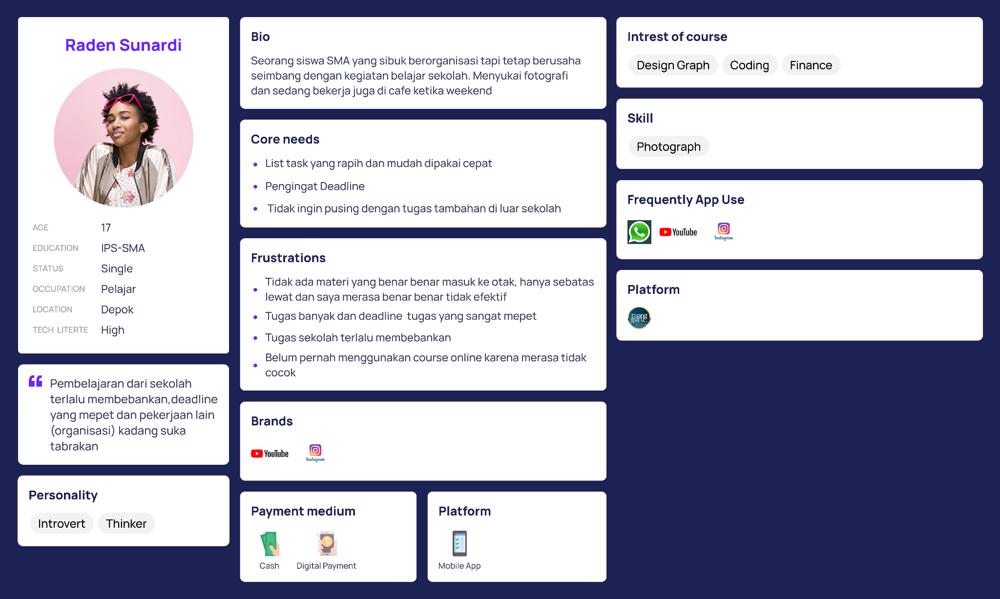 Raden Sunardi
AGE 17
EDUCATION IPS-SMA
STATUS Single
OCCUPATION Pelajar
LOCATION Depok
TECH LITERTE High
Pembelajaran dari sekolah
terlalu membebankan,deadline
yang mepet dan pekerjaan lain
(organisasi) kadang suka
tabrakan
Personality
Introvert Thinker
Bio
Seorang siswa SMA yang sibuk berorganisasi tapi tetap berusaha
seimbang dengan kegiatan belajar sekolah. Menyukai fotografi
dan sedang bekerja juga di cafe ketika weekend
Core needs
• List task yang rapih dan mudah dipakai cepat
• Pengingat Deadline
• Tidak ingin pusing dengan tugas tambahan di luar sekolah
Frustrations
• Tidak ada materi yang benar benar masuk ke otak, hanya sebatas
lewat dan saya merasa benar benar tidak efektif
• Tugas banyak dan deadline tugas yang sangat mepet
• Tugas sekolah terlalu membebankan
• Belum pernah menggunakan course online karena merasa tidak
cocok
Brands
YouTube Instagram
Payment medium
Cash Digital Payment
Platform
Mobile App
Intrest of course
Design Graph Coding Finance
Skill
Photograph
Frequently App Use
YouTube Instagram
Platform
ruang
guru_